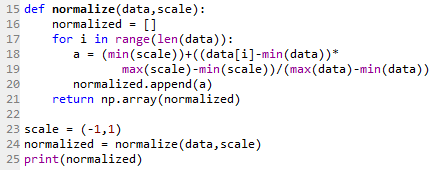 15 def normalize(data,scale):
16     normalized = []
17     for i in range(len(data)):
18         a = (min(scale))+((data[i]-min(data))*
19                max(scale)-min(scale))/(max(data)-min(data))
20         normalized.append(a)
21     return np.array(normalized)
22
23 scale = (-1,1)
24 normalized = normalize(data,scale)
25 print(normalized)